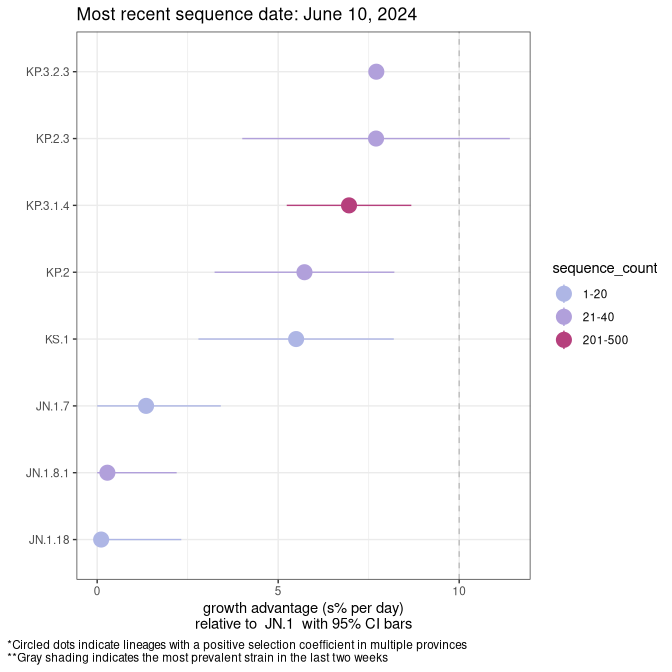 Most recent sequence date: June 10, 2024
KP.3.2.3
KP.2.3
KP.3.1.4
KP.2
KS.1
JN.1.7
JN.1.8.1
JN.1.18
0 5 10
growth advantage (s% per day)
relative to JN.1 with 95% CI bars
sequence_count
1-20
21-40
201-500
*Circled dots indicate lineages with a positive selection coefficient in multiple provinces
**Gray shading indicates the most prevalent strain in the last two weeks